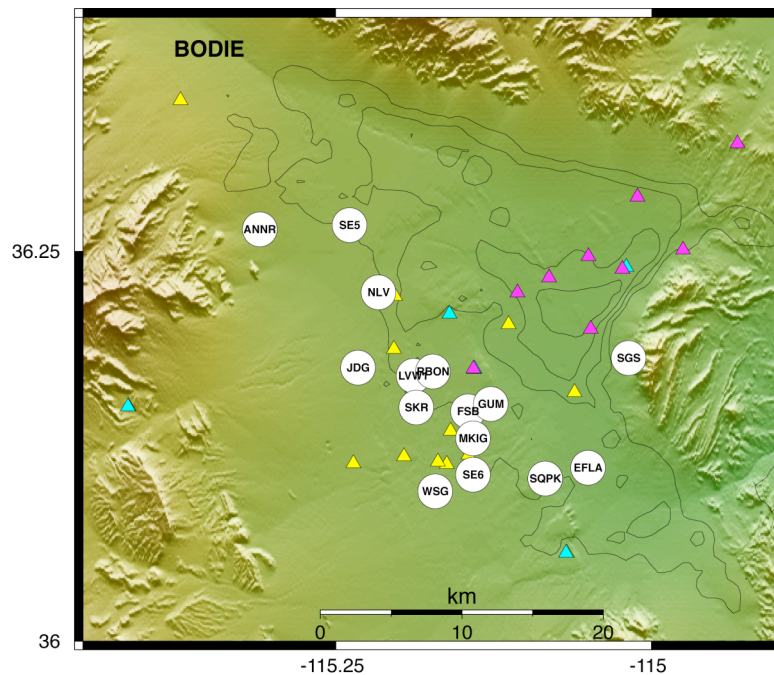 BODIE
SE5
ANNR
36.25
NLV
SGS
JDG
LVW1
RBON
GUM
SKR
FSB
MKIG
EFLA
SE6
SQPK
WSG
km
0
10
20
36
-115.25
-115